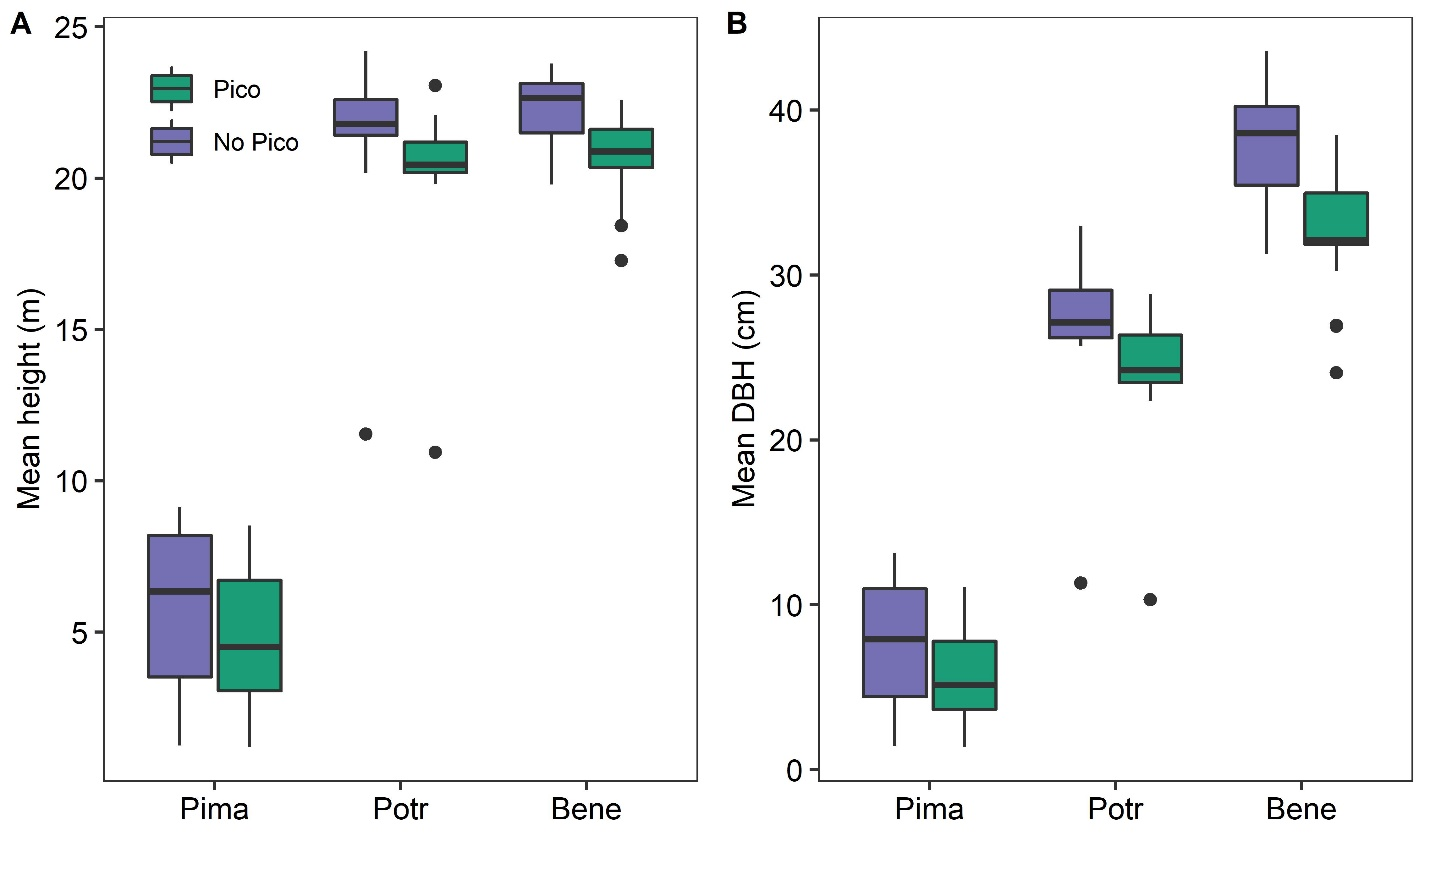 A
Mean height (m)
25
20
15
10
5
Pico
No Pico
Pima Potr Bene
B
Mean DBH (cm)
40
30
20
10
0
Pima Potr Bene